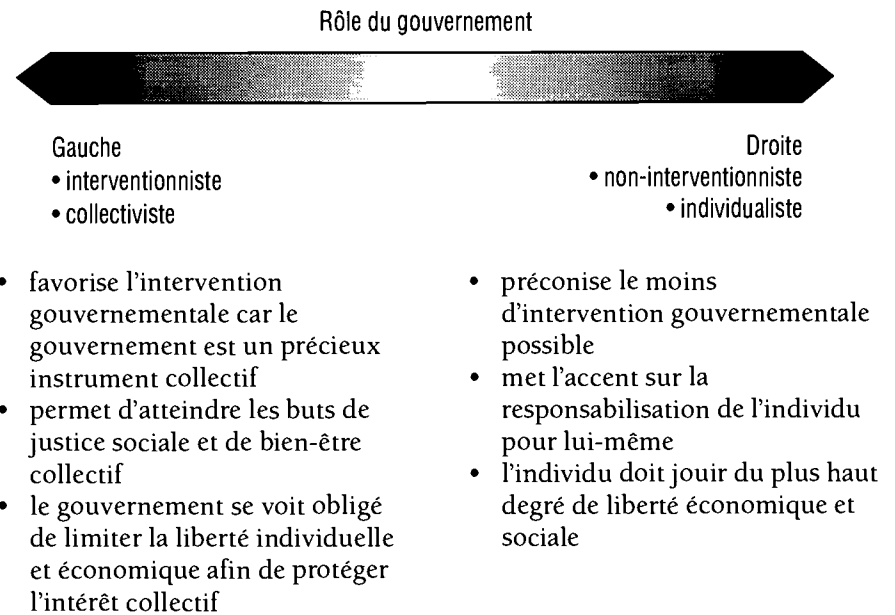 Rôle du gouvernement
Gauche
• interventionniste
• collectiviste
Droite
• non-interventionniste
• individualiste
• favorise l'intervention
gouvernementale car le
gouvernement est un précieux
instrument collectif
• permet d'atteindre les buts de
justice sociale et de bien-être
collectif
• le gouvernement se voit obligé
de limiter la liberté individuelle
et économique afin de protéger
l'intérêt collectif
• préconise le moins
d'intervention gouvernementale
possible
• met l'accent sur la
responsabilisation de l'individu
pour lui-même
• l'individu doit jouir du plus haut
degré de liberté économique et
sociale